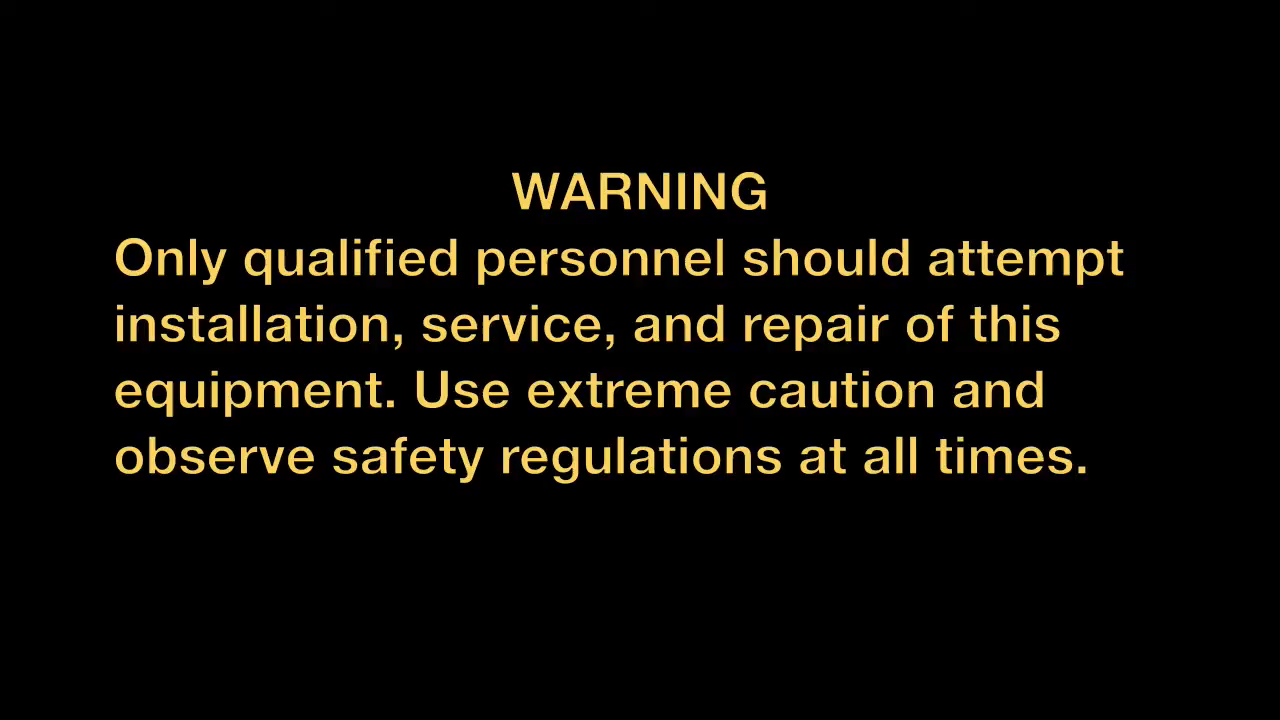 WARNING
Only qualified personnel should attempt
installation, service, and repair of this
equipment. Use extreme caution and
observe safety regulations at all times.